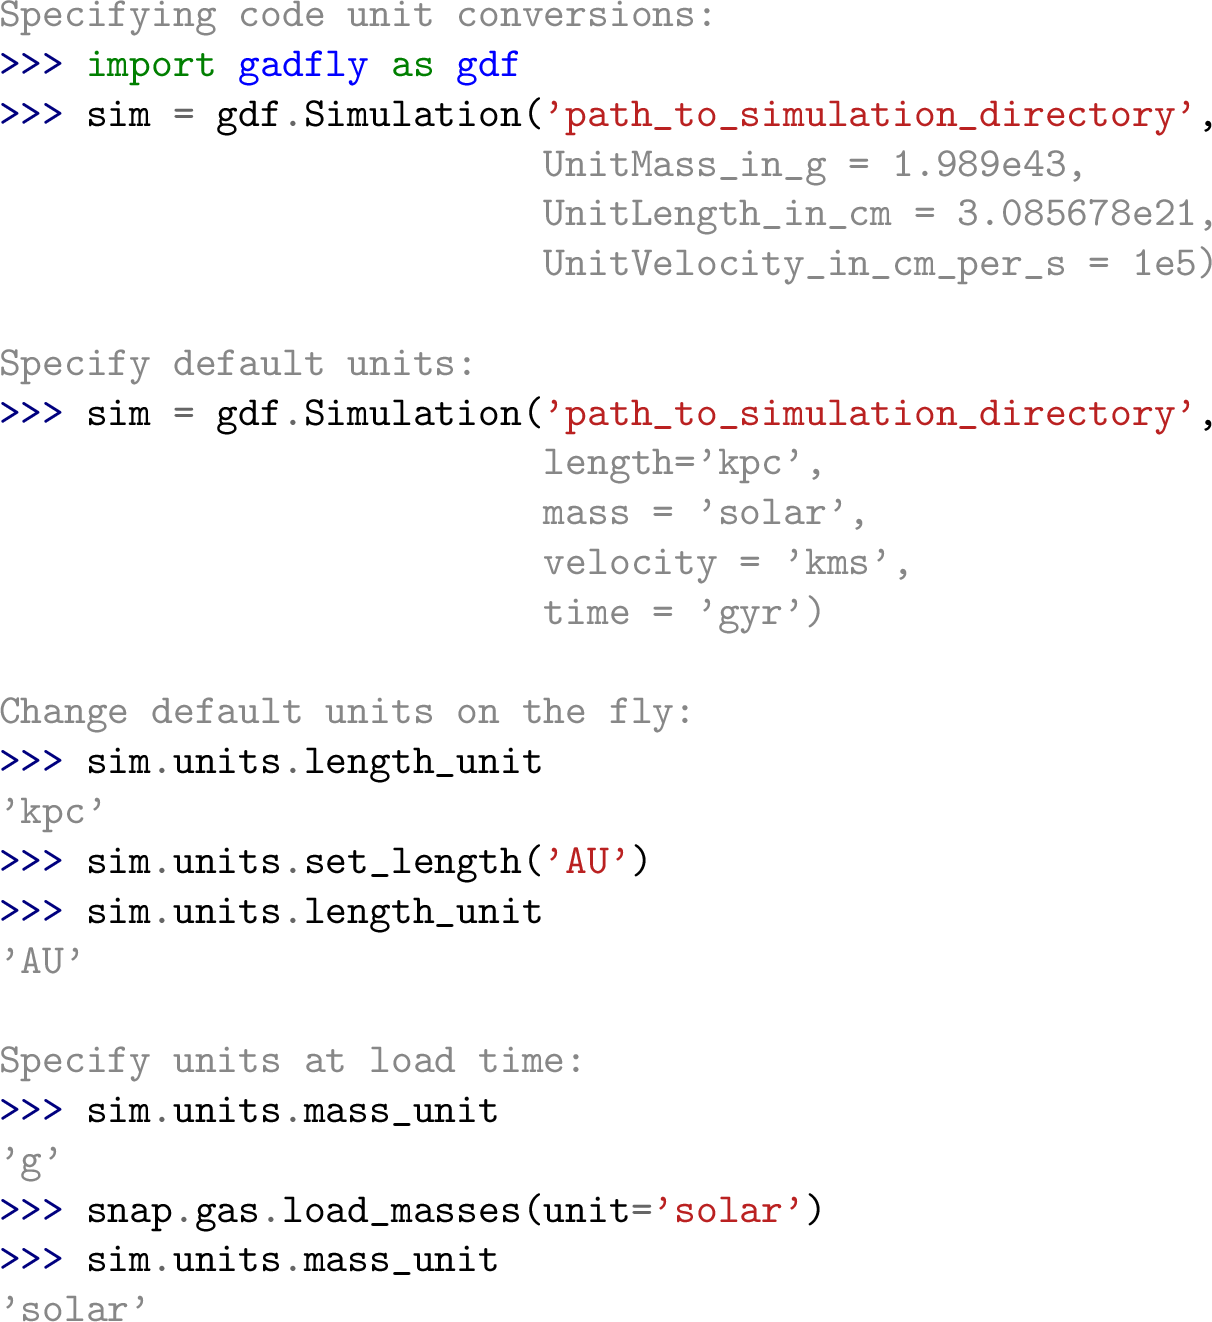 Specifying code unit conversions:
>>> import gadfly as gdf
>>> sim = gdf.Simulation('path_to_simulation_directory',
UnitMass_in_g = 1.989e43,
UnitLength_in_cm = 3.085678e21,
UnitVelocity_in_cm_per_s = 1e5)
Specify default units:
>>> sim = gdf.Simulation('path_to_simulation_directory',
length='kpc',
mass = 'solar',
velocity = 'kms',
time = 'gyr')
Change default units on the fly:
>>> sim.units.length_unit
'kpc'
>>> sim.units.set_length('AU')
>>> sim.units.length_unit
'AU'
Specify units at load time:
>>> sim.units.mass_unit
'g'
>>> snap.gas.load_masses(unit='solar')
>>> sim.units.mass_unit
'solar'